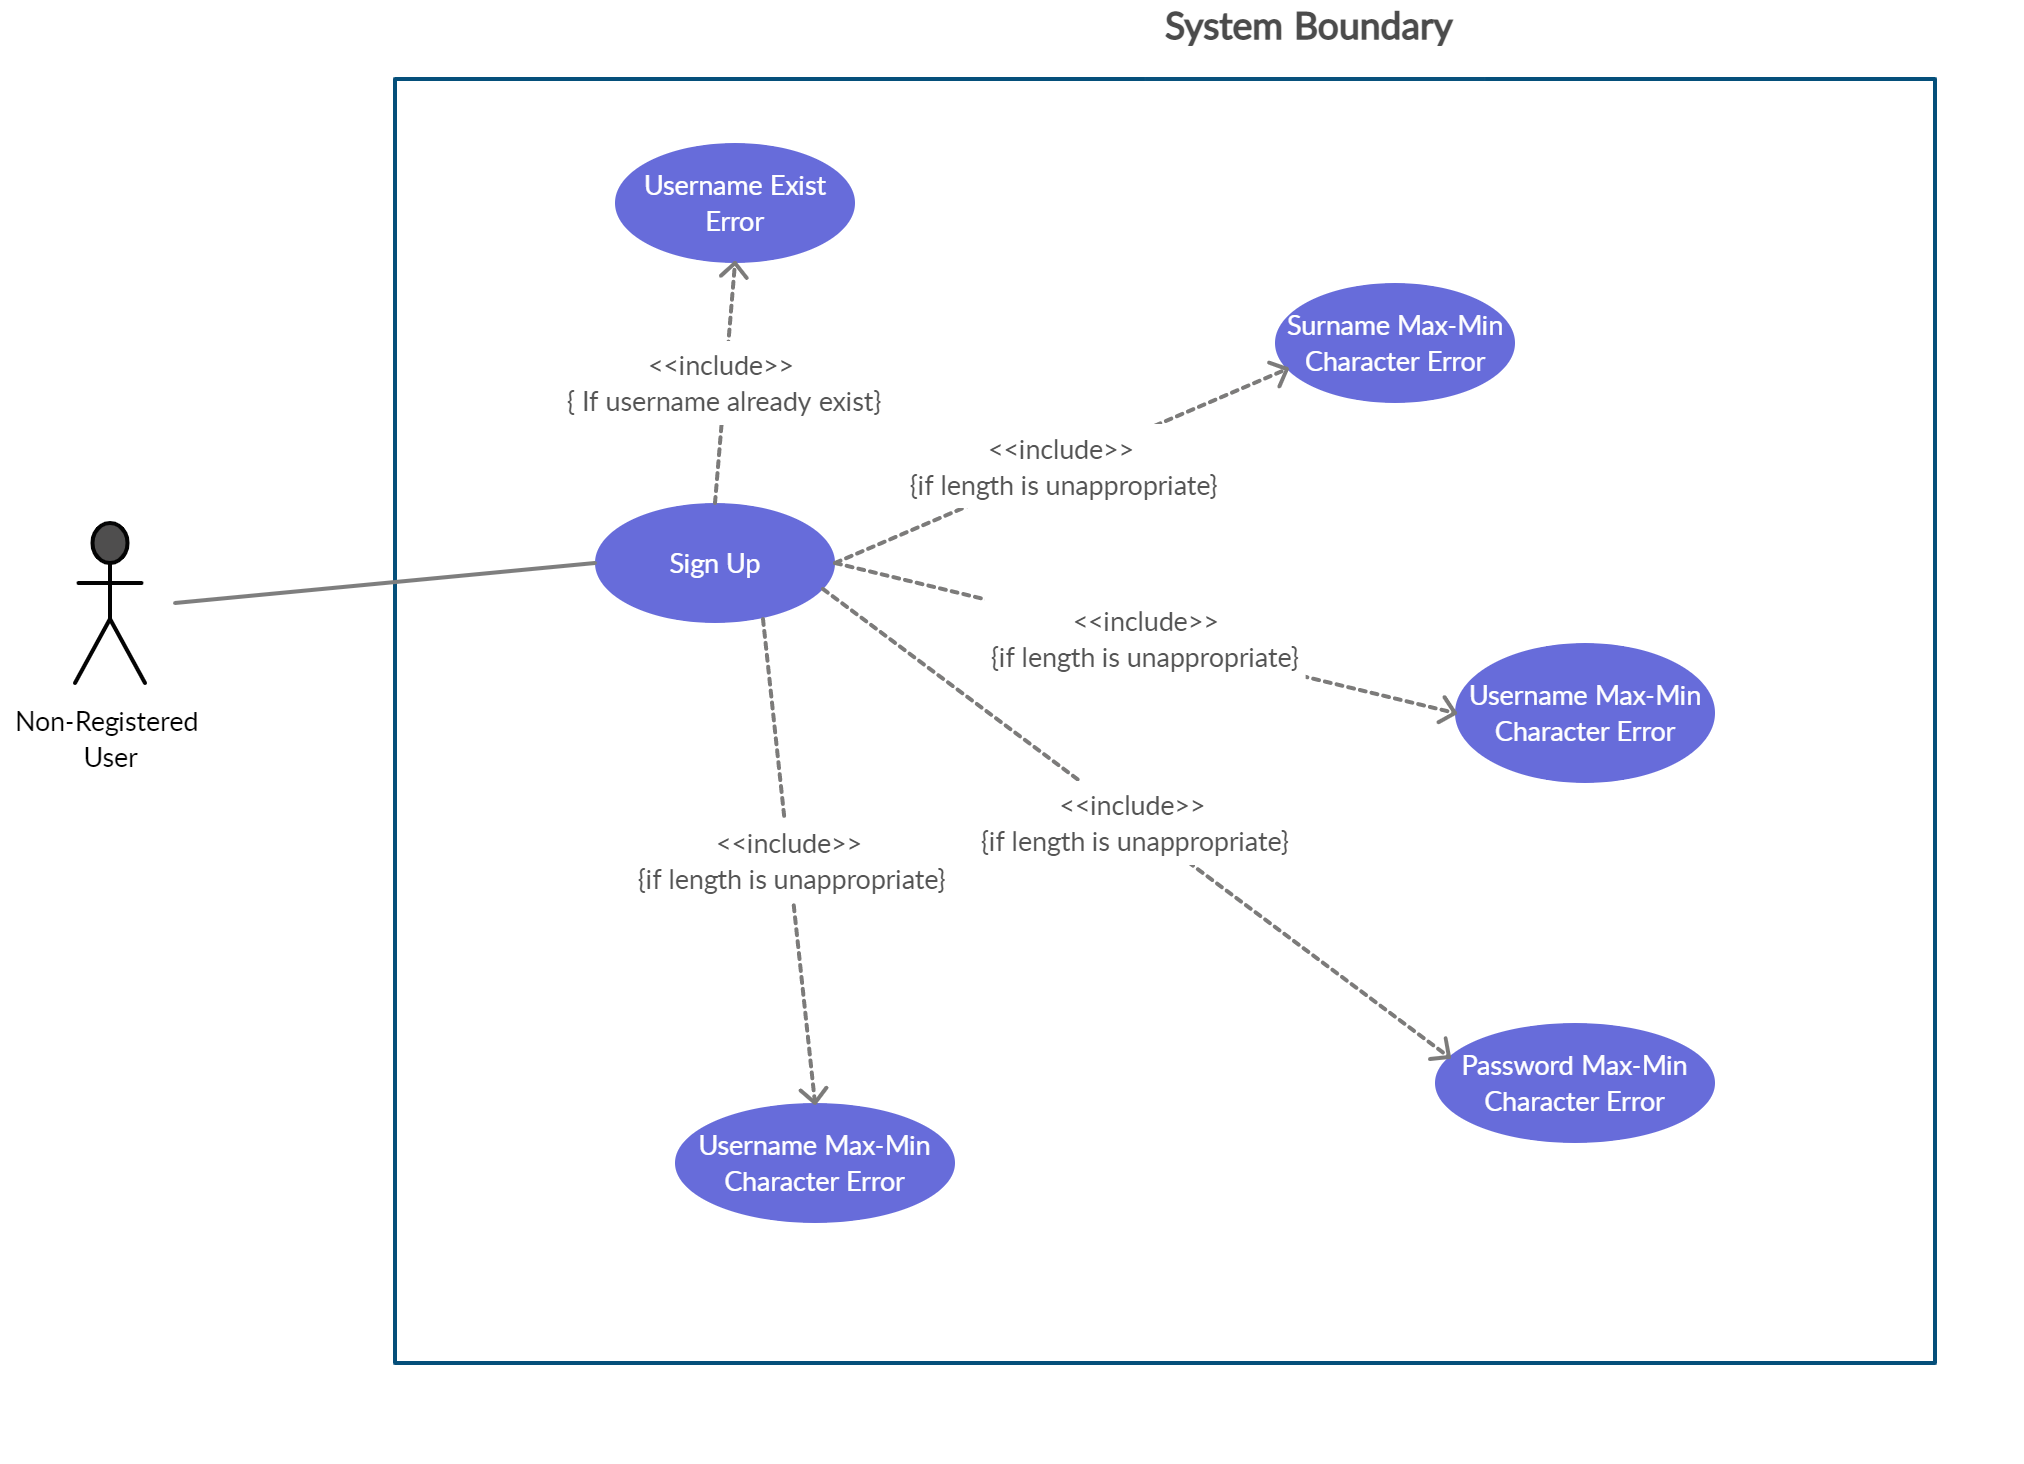 System Boundary
Username Exist
Error
Surname Max-Min
Character Error
<<include>>
{ If username already exist}
<<include>>
{if length is unappropriate}
Sign Up
<<include>>
{if length is unappropriate}
Username Max-Min
Character Error
Non-Registered
User
<<include>>
{if length is unappropriate}
<<include>>
{if length is unappropriate}
Password Max-Min
Character Error
Username Max-Min
Character Error